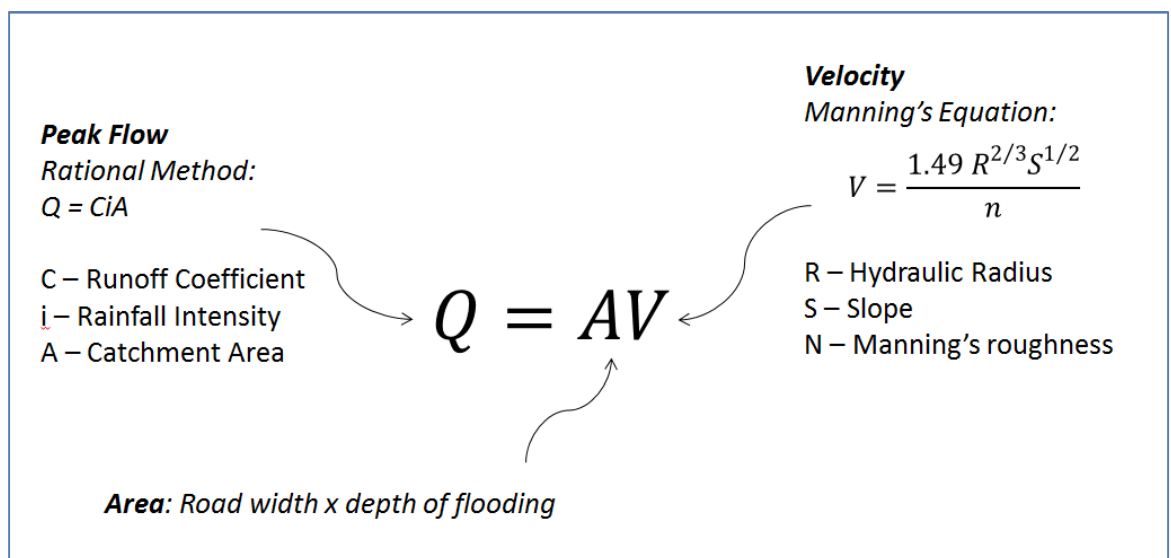 Peak Flow
Rational Method:
Q = CiA
C – Runoff Coefficient
i – Rainfall Intensity
A – Catchment Area
Q = AV
Velocity
Manning's Equation:
V = 1.49 R^{2/3}S^{1/2} / n
R – Hydraulic Radius
S – Slope
N – Manning's roughness
Area: Road width x depth of flooding